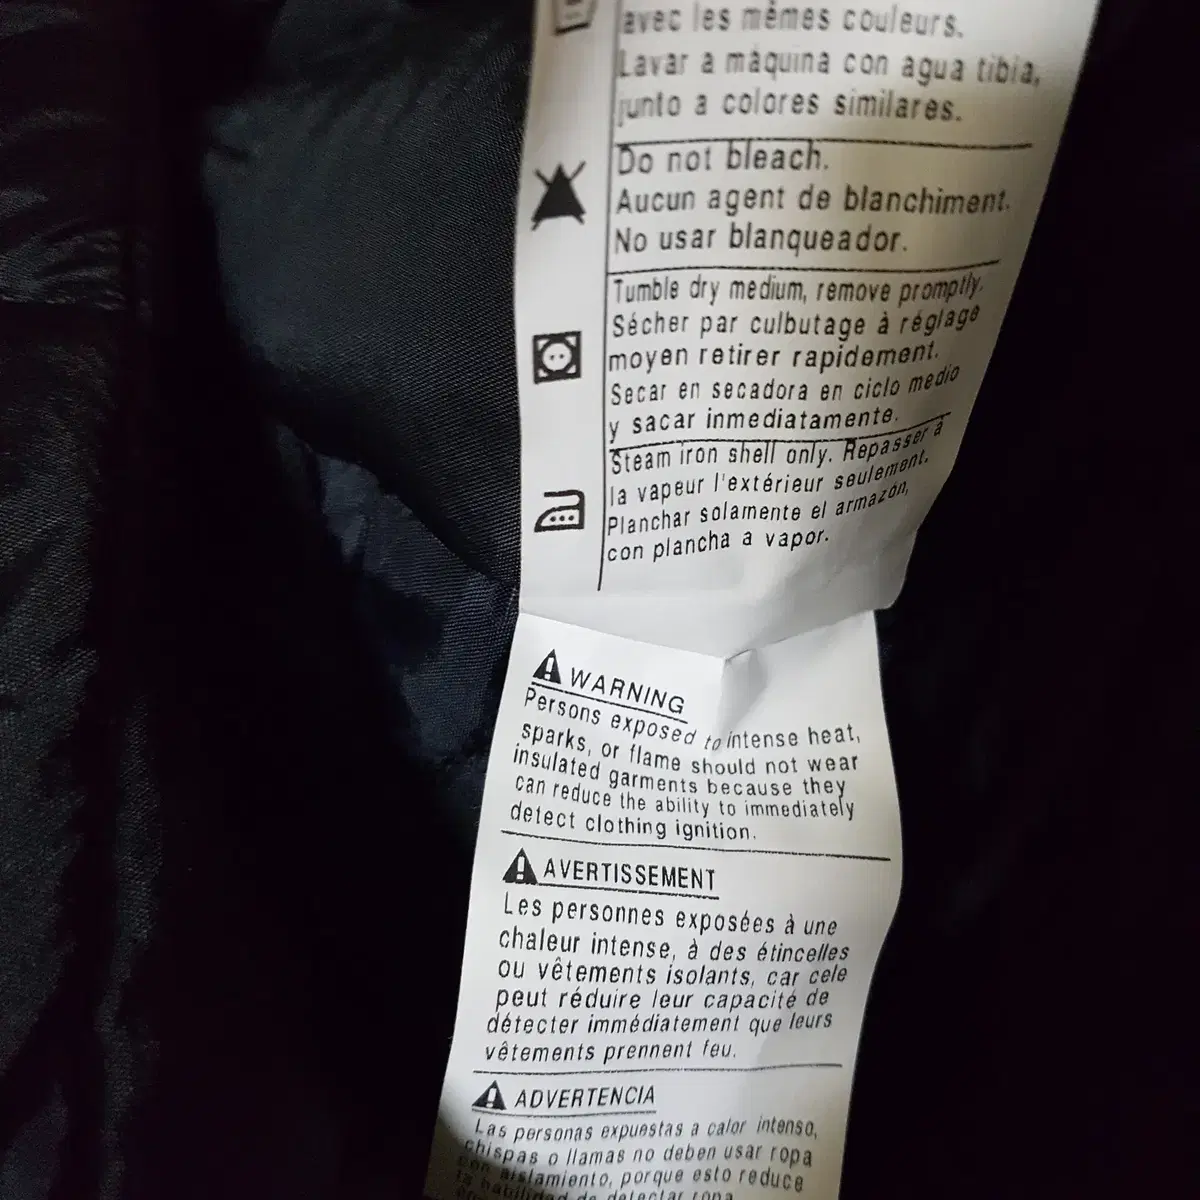 avec les mêmes couleurs.
Lavar a máquina con agua tibia,
junto a colores similares.
Do not bleach.
Aucun agent de blanchiment.
No usar blanqueador.
Tumble dry medium, remove promptly.
Sécher par culbutage à réglage
moyen retirer rapidement.
Secar en secadora en ciclo medio
y sacar inmediatamente.
Steam iron shell only. Repasser à
la vapeur l'extérieur seulement.
Planchar solamente el armazón,
con plancha a vapor.
WARNING
Persons exposed to intense heat,
sparks, or flame should not wear
insulated garments because they
can reduce the ability to immediately
detect clothing ignition.
AVERTISSEMENT
Les personnes exposées à une
chaleur intense, à des étincelles
ou vêtements isolants, car cele
peut réduire leur capacité de
détecter immédiatement que leurs
vêtements prennent feu.
ADVERTENCIA
Las personas expuestas a calor intenso,
chispas o llamas no deben usar ropa
con aislamiento, porque esto reduce
la habilidad de detectar ropa